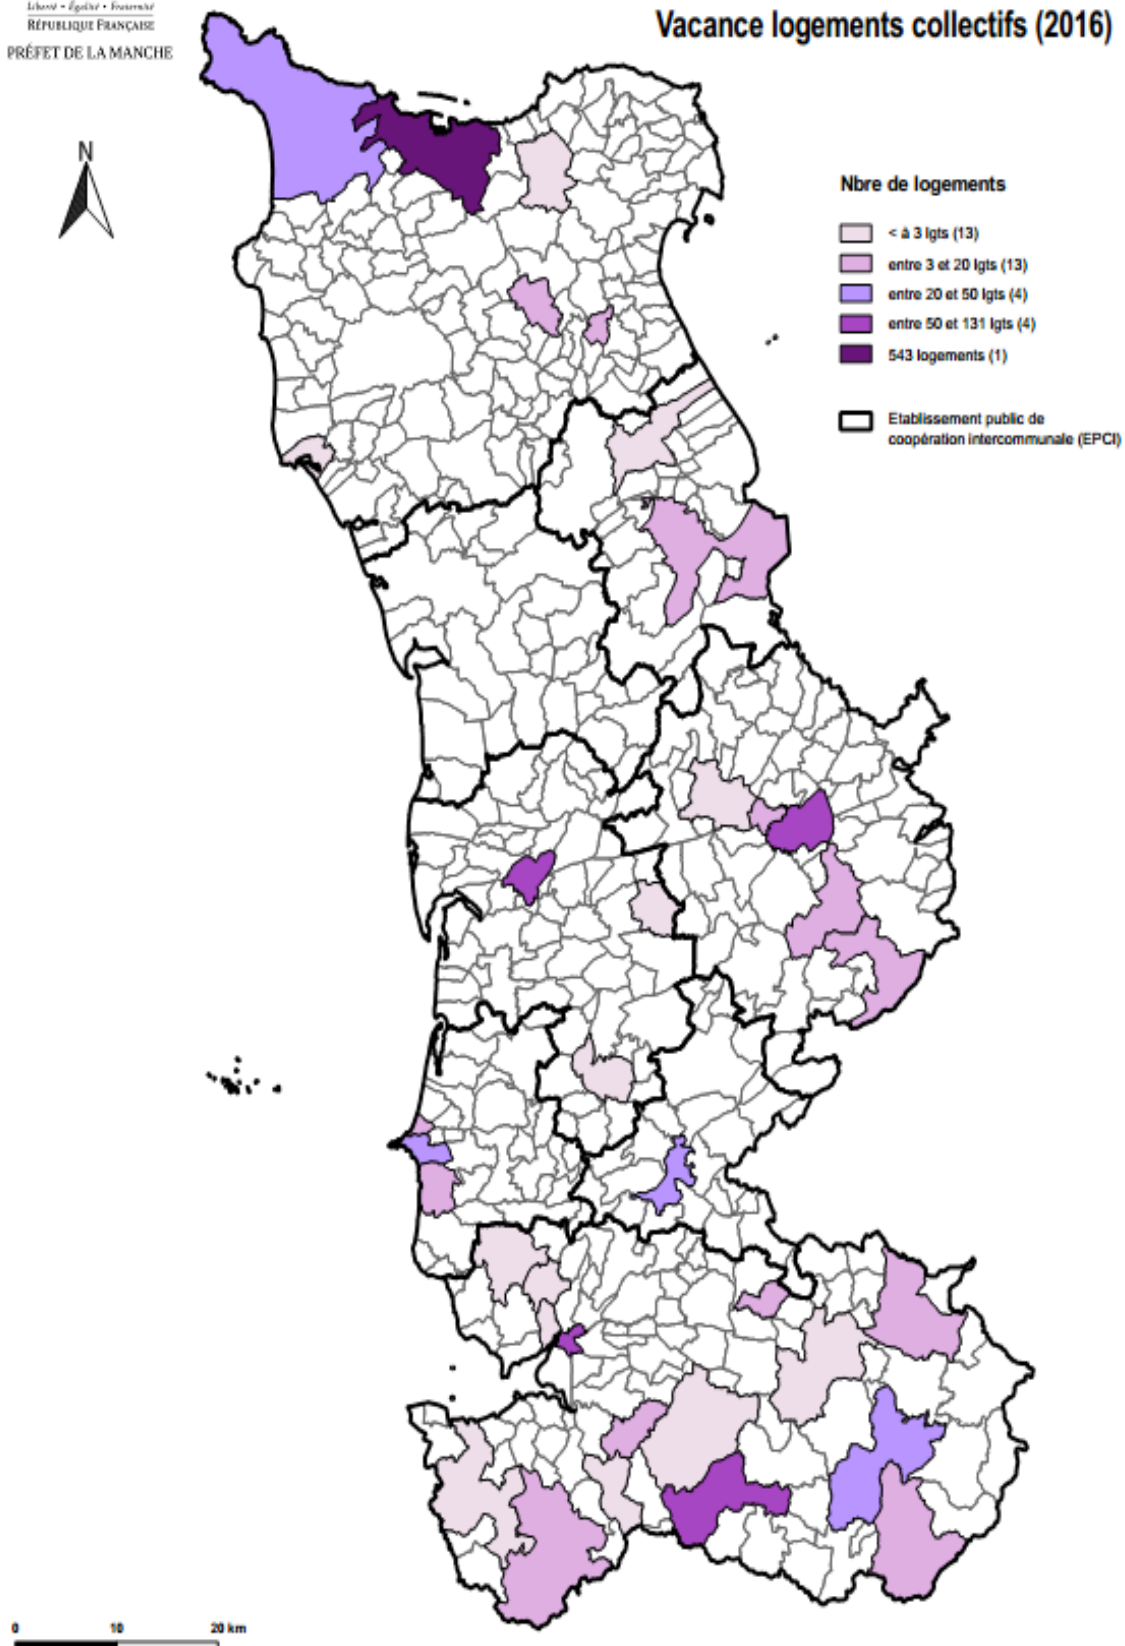 Liberté • Égalité • Fraternité
RÉPUBLIQUE FRANÇAISE
PRÉFET DE LA MANCHE
Vacance logements collectifs (2016)
N
Nbre de logements
< à 3 lgts (13)
entre 3 et 20 lgts (13)
entre 20 et 50 lgts (4)
entre 50 et 131 lgts (4)
543 logements (1)
Etablissement public de
coopération intercommunale (EPCI)
0 10 20 km